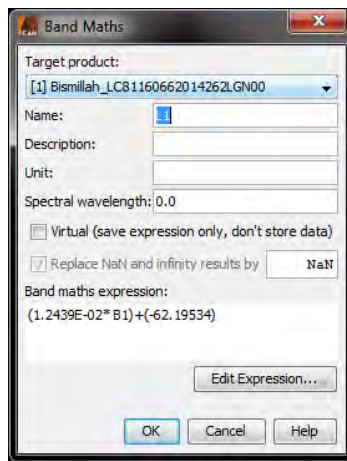 Band Maths
Target product:
[1] Bismillah_LC81160662014262LGN00
Name:
Description:
Unit:
Spectral wavelength: 0.0
Virtual (save expression only, don't store data)
Replace NaN and infinity results by NaN
Band maths expression:
(1.2439E-02* B1)+(-62.19534)
Edit Expression...
OK Cancel Help